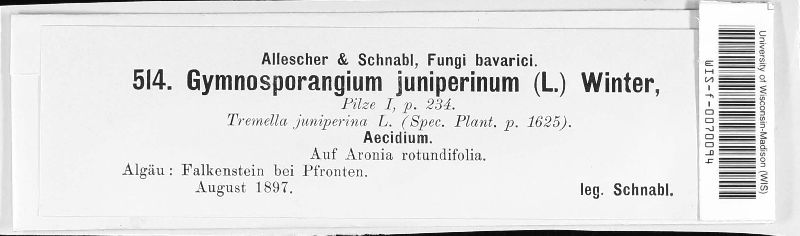 Allescher & Schnabl, Fungi bavarici.
514. Gymnosporangium juniperinum (L.) Winter,
Pilze I, p. 234.
Tremella juniperina L. (Spec. Plant. p. 1625).
Aecidium.
Auf Aronia rotundifolia.
Algäu: Falkenstein bei Pfronten.
August 1897.
leg. Schnabl.
University of Wisconsin-Madison (WIS)
WIS-f-0070094